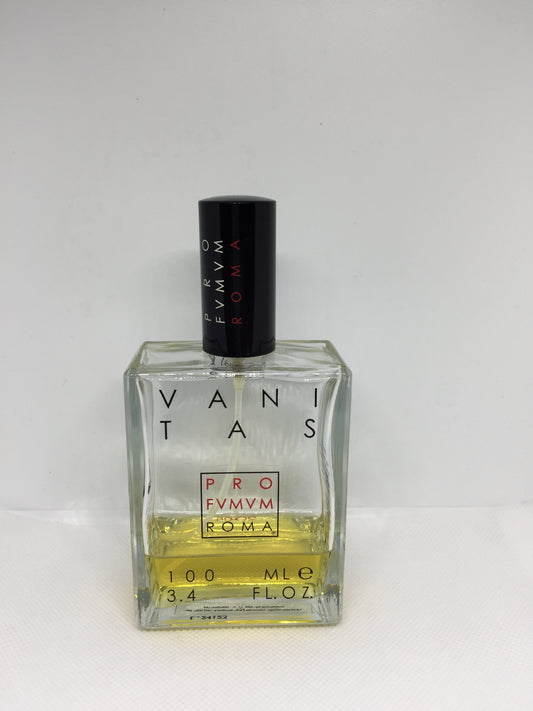 PRO
FVMVM
ROMA
VANI
TAS
PRO
FVMVM
ROMA
100 ML ℮
3.4 FL.OZ.